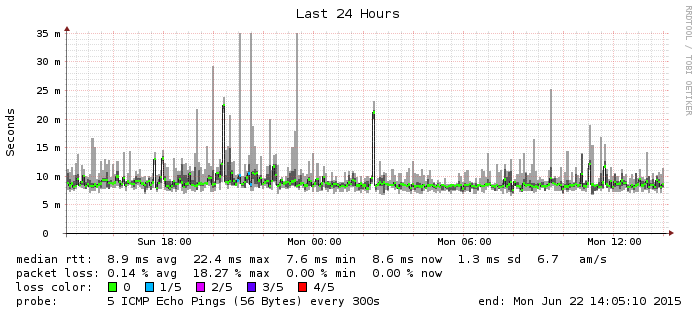 Last 24 Hours
RRDTOOL / TOBI OETIKER
Seconds
35 m
30 m
25 m
20 m
15 m
10 m
5 m
0
Sun 18:00 Mon 00:00 Mon 06:00 Mon 12:00
median rtt: 8.9 ms avg 22.4 ms max 7.6 ms min 8.6 ms now 1.3 ms sd 6.7 am/s
packet loss: 0.14 % avg 18.27 % max 0.00 % min 0.00 % now
loss color: 0 1/5 2/5 3/5 4/5
probe: 5 ICMP Echo Pings (56 Bytes) every 300s end: Mon Jun 22 14:05:10 2015